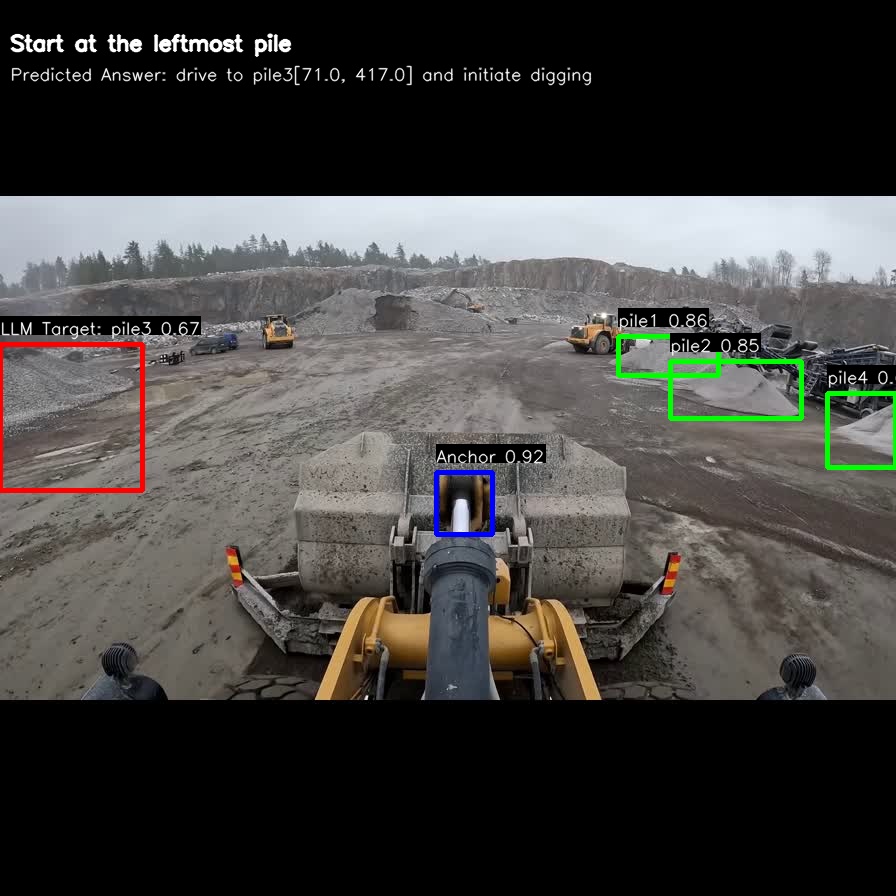 Start at the leftmost pile
Predicted Answer: drive to pile3[71.0, 417.0] and initiate digging
pile1 0.86
LLM Target: pile3 0.67
pile2 0.85
pile4 0.
Anchor 0.92